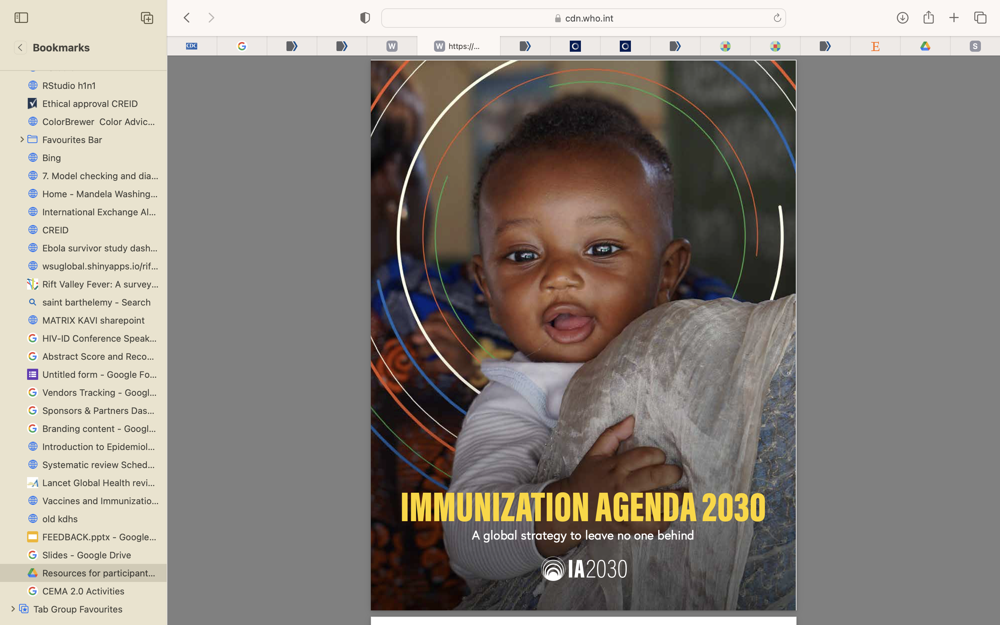 cdn.who.int
CDC
W
W https://...
E
S
Bookmarks
RStudio h1n1
Ethical approval CREID
ColorBrewer Color Advic...
Favourites Bar
Bing
7. Model checking and dia...
Home - Mandela Washing...
International Exchange Al...
CREID
Ebola survivor study dash...
wsuglobal.shinyapps.io/rif...
Rift Valley Fever: A survey...
saint barthelemy - Search
MATRIX KAVI sharepoint
HIV-ID Conference Speak...
Abstract Score and Reco...
Untitled form - Google Fo...
Vendors Tracking - Googl...
Sponsors & Partners Das...
Branding content - Googl...
Introduction to Epidemiol...
Systematic review Sched...
Lancet Global Health revi...
Vaccines and Immunizatio...
old kdhs
FEEDBACK.pptx - Google...
Slides - Google Drive
Resources for participant...
CEMA 2.0 Activities
Tab Group Favourites
IMMUNIZATION AGENDA 2030
A global strategy to leave no one behind
IA2030